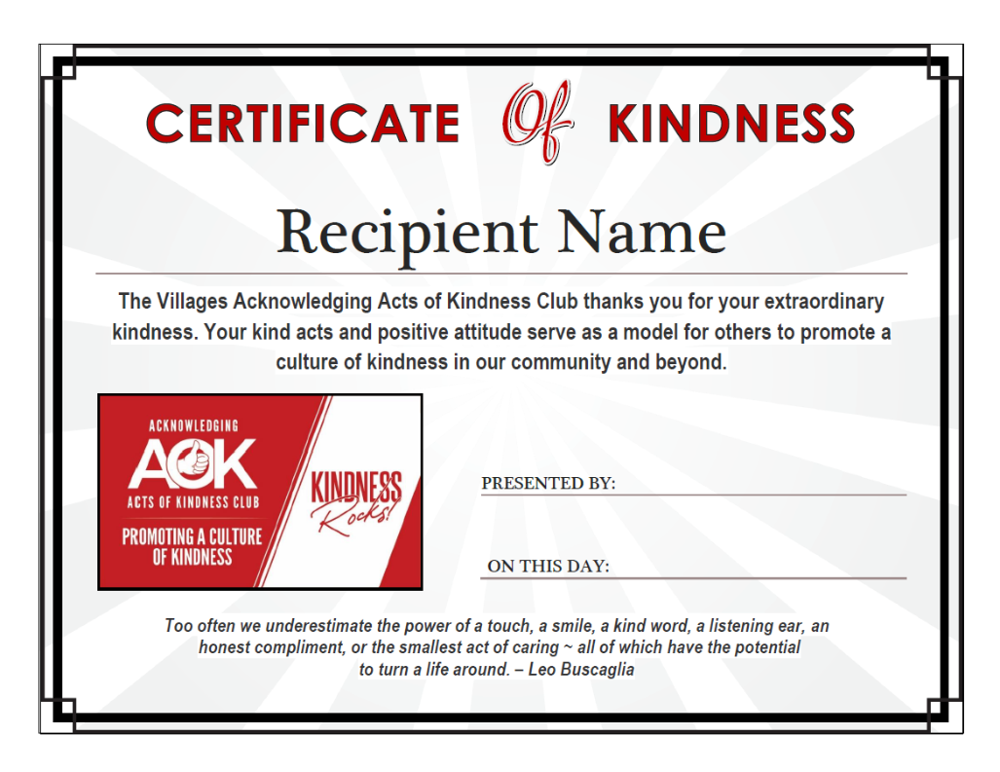 CERTIFICATE Of KINDNESS
Recipient Name
The Villages Acknowledging Acts of Kindness Club thanks you for your extraordinary
kindness. Your kind acts and positive attitude serve as a model for others to promote a
culture of kindness in our community and beyond.
ACKNOWLEDGING
AOK
ACTS OF KINDNESS CLUB
PROMOTING A CULTURE
OF KINDNESS
KINDNESS
Rocks!
PRESENTED BY:
ON THIS DAY:
Too often we underestimate the power of a touch, a smile, a kind word, a listening ear, an
honest compliment, or the smallest act of caring ~ all of which have the potential
to turn a life around. – Leo Buscaglia